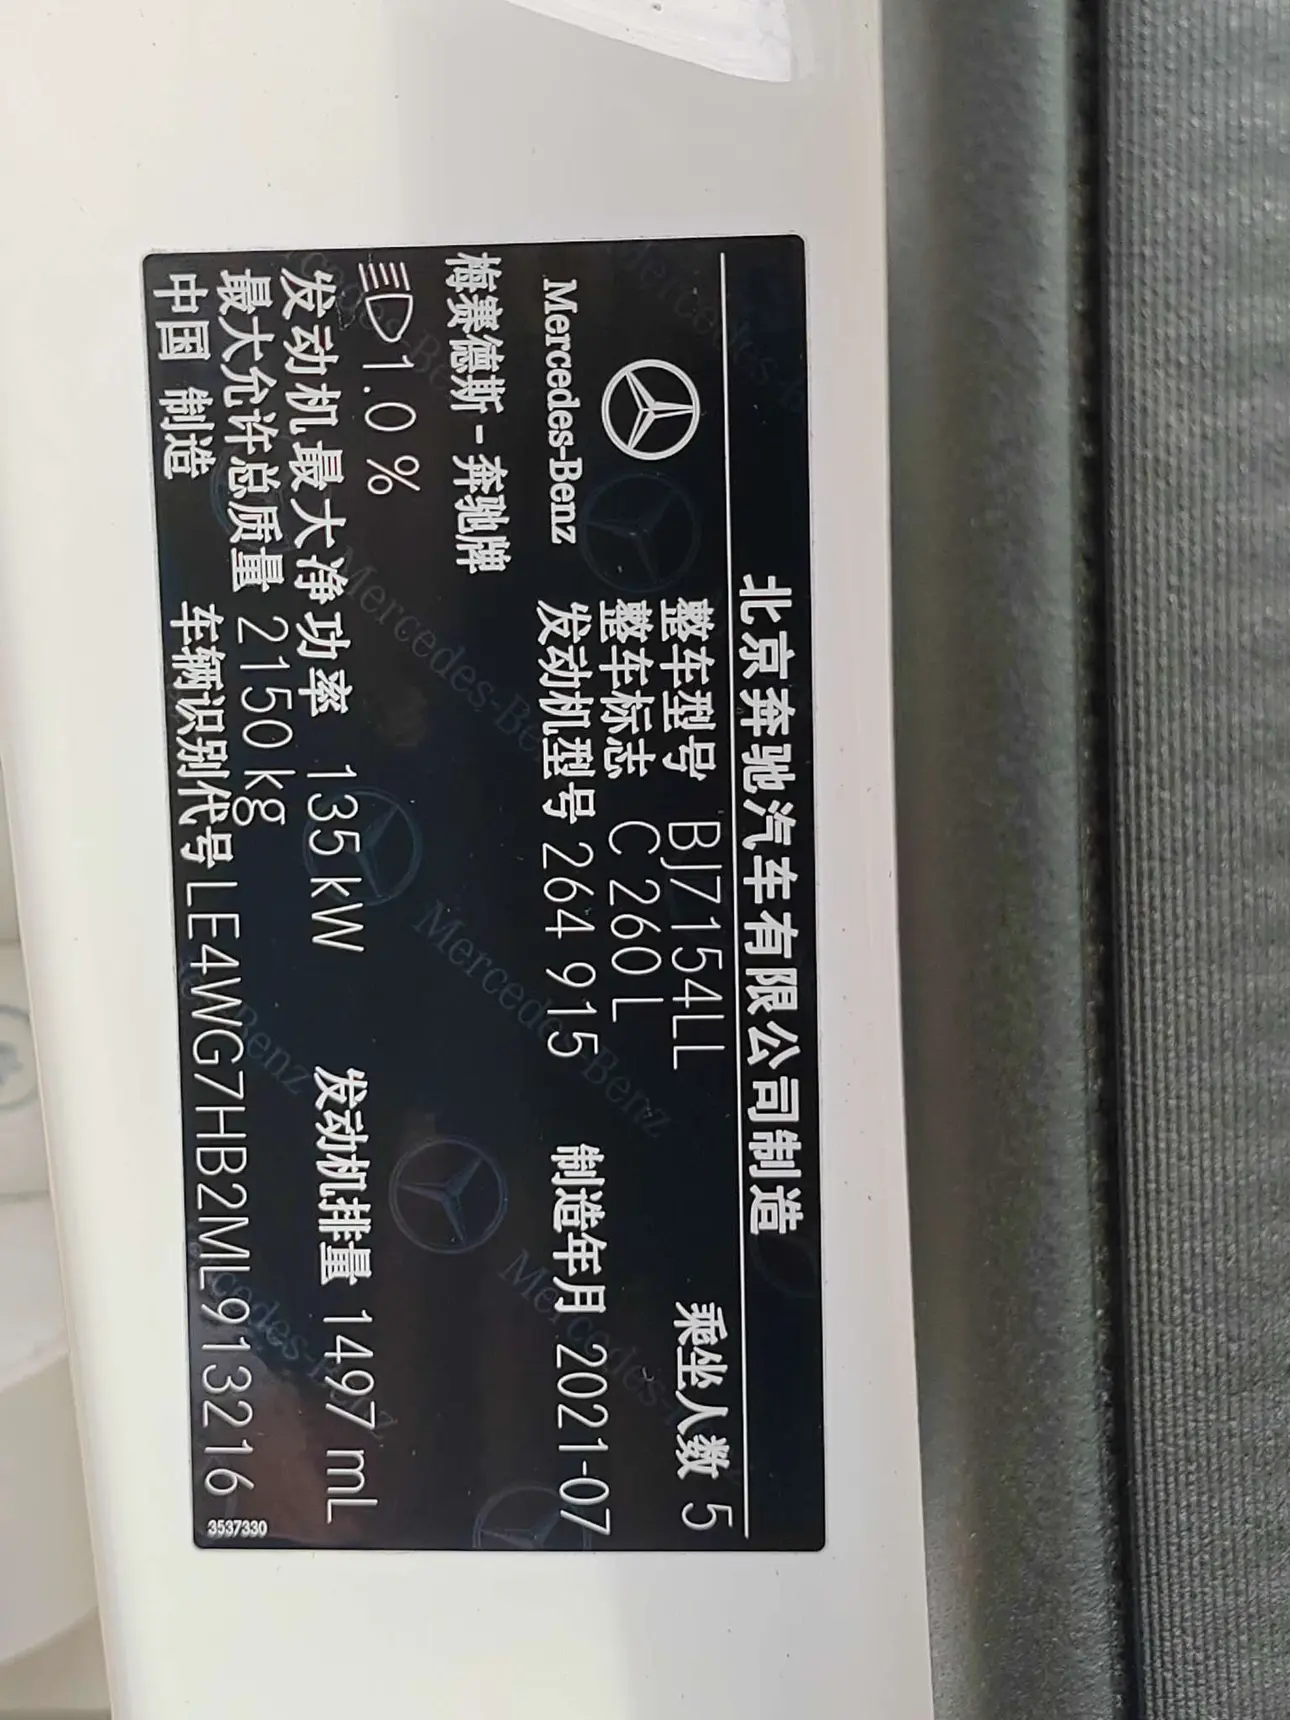 北京奔驰汽车有限公司制造
Mercedes-Benz
梅赛德斯-奔驰牌
整车型号 BJ7154LL 乘坐人数 5
整车标志 C 260 L
发动机型号 264 915 制造年月 2021-07
1.0 %
发动机最大净功率 135 kW 发动机排量 1497 mL
最大允许总质量 2150 kg
中国 制造 车辆识别代号 LE4WG7HB2ML913216
3537330